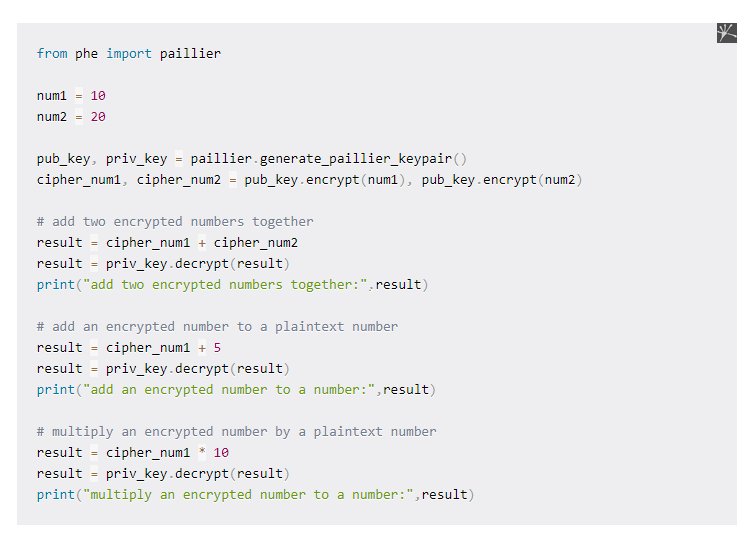 from phe import paillier
num1 = 10
num2 = 20
pub_key, priv_key = paillier.generate_paillier_keypair()
cipher_num1, cipher_num2 = pub_key.encrypt(num1), pub_key.encrypt(num2)
# add two encrypted numbers together
result = cipher_num1 + cipher_num2
result = priv_key.decrypt(result)
print("add two encrypted numbers together:",result)
# add an encrypted number to a plaintext number
result = cipher_num1 + 5
result = priv_key.decrypt(result)
print("add an encrypted number to a number:",result)
# multiply an encrypted number by a plaintext number
result = cipher_num1 * 10
result = priv_key.decrypt(result)
print("multiply an encrypted number to a number:",result)